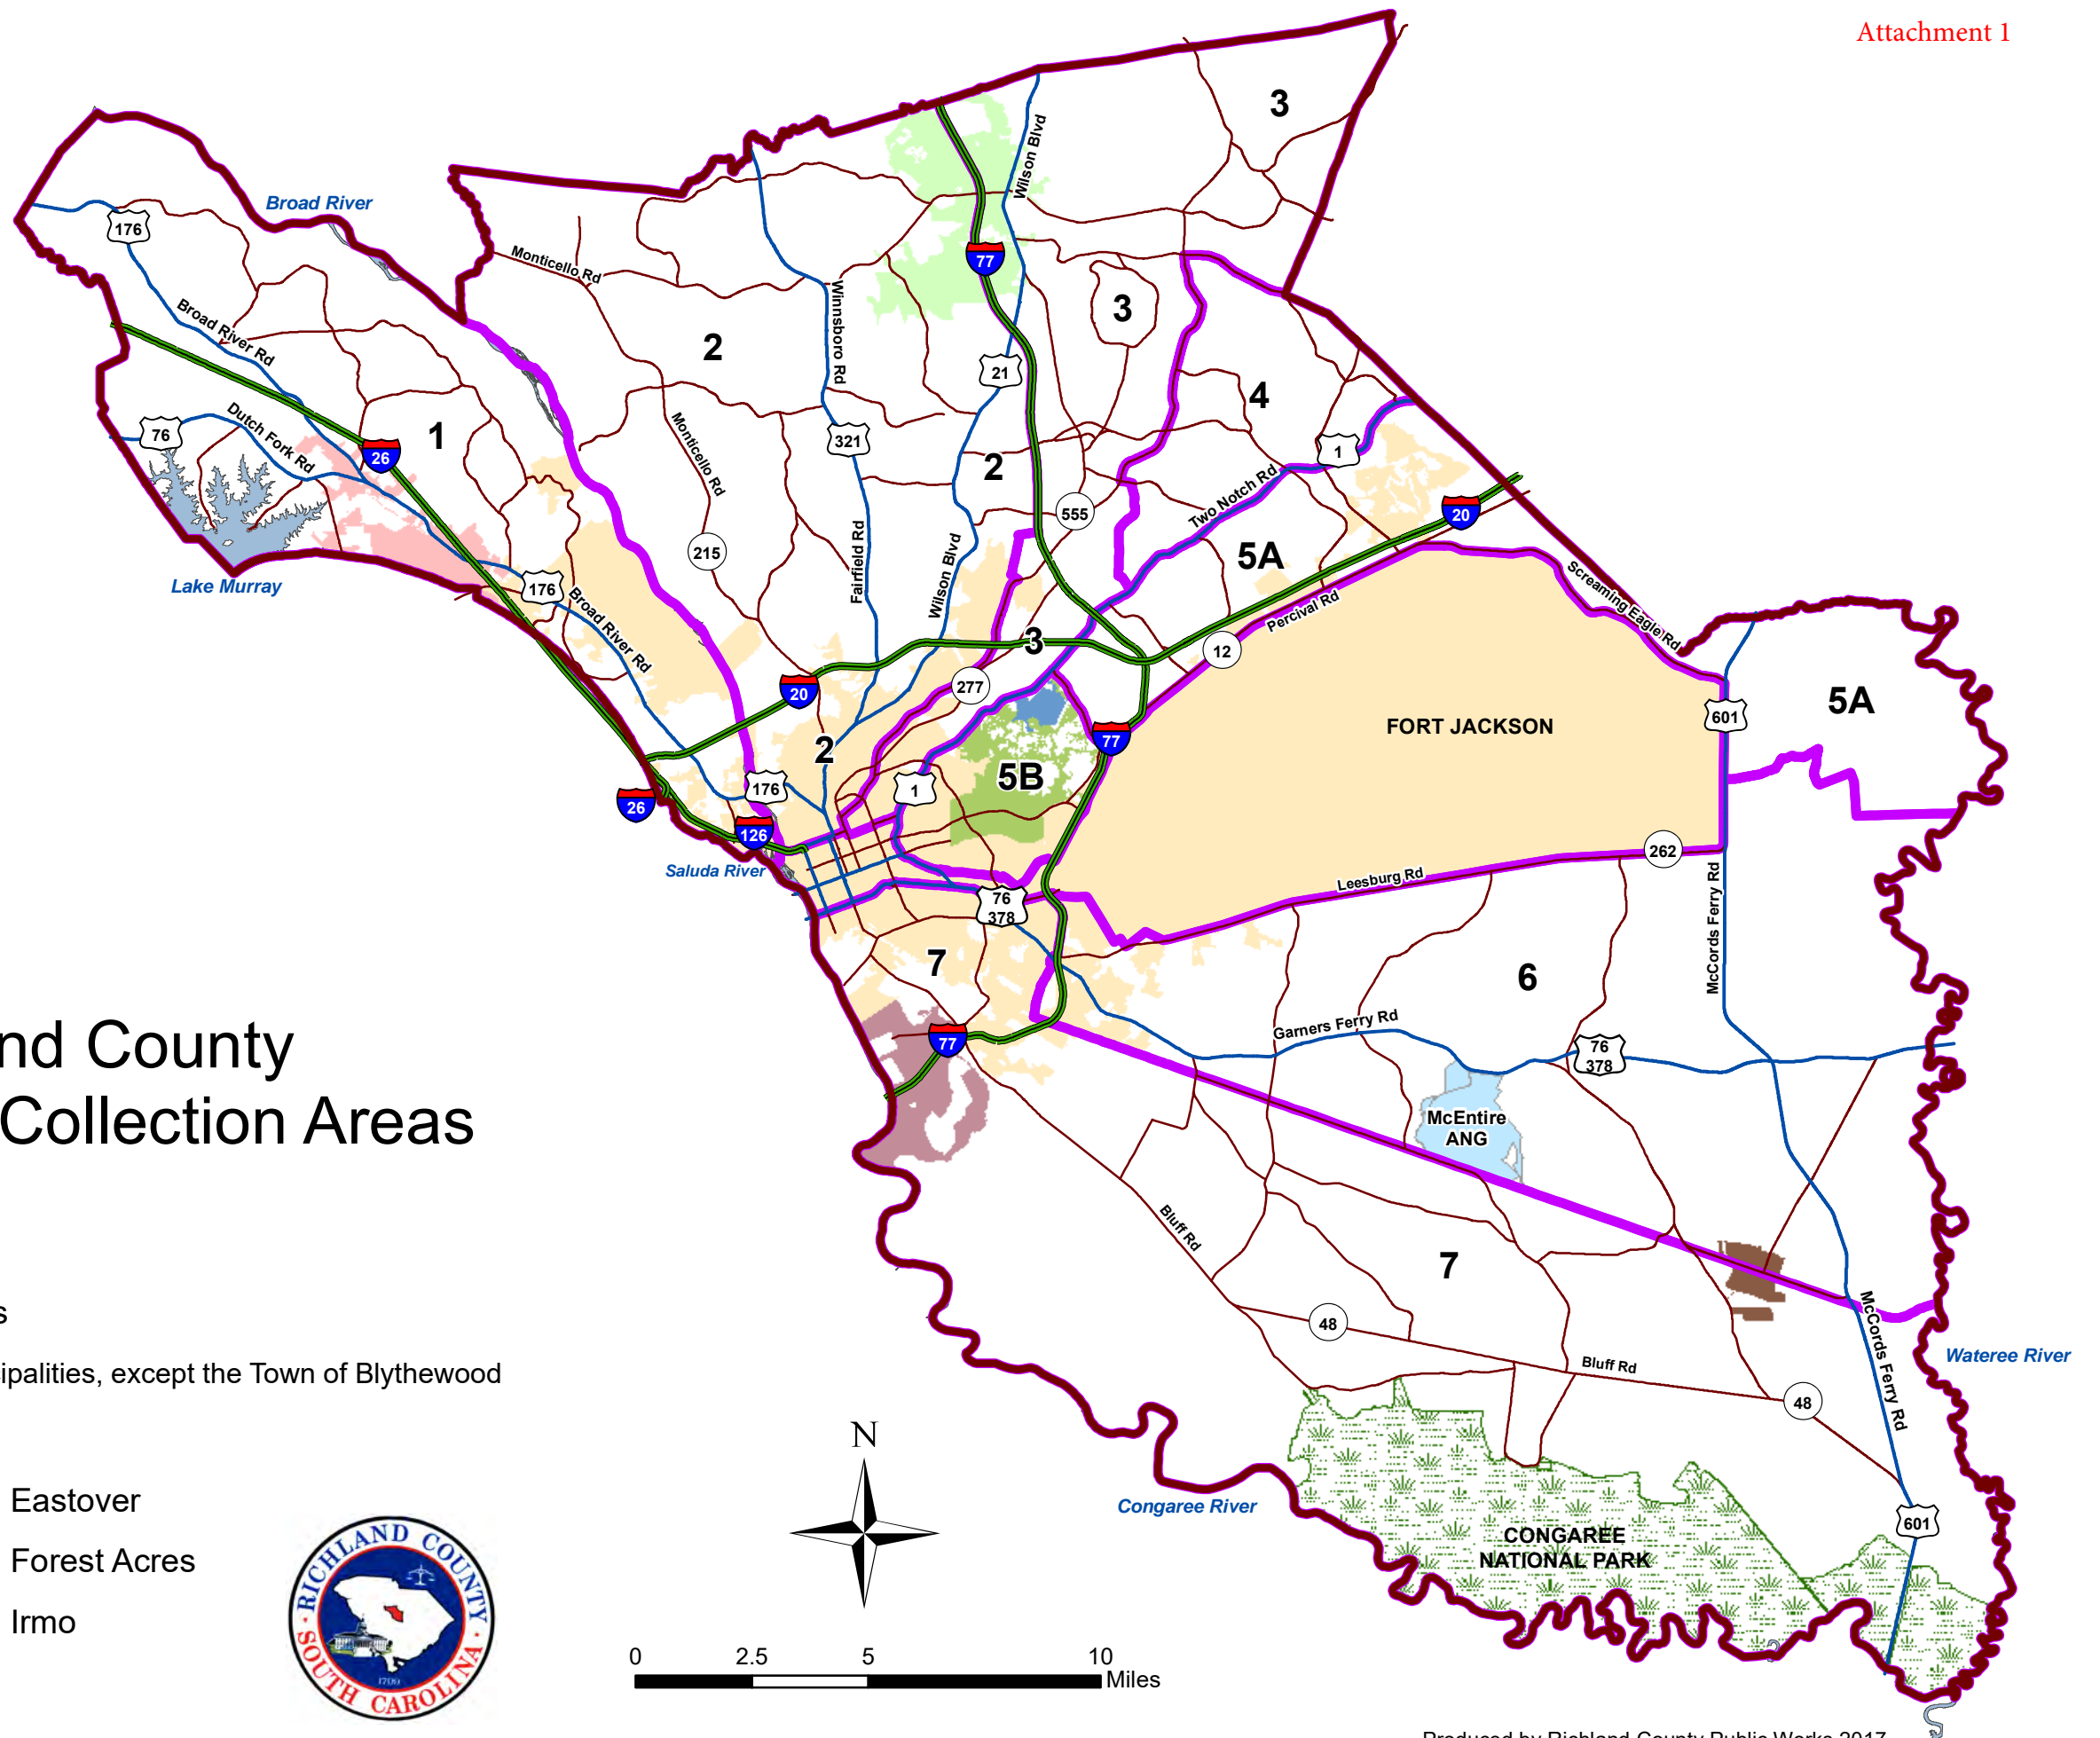 Attachment 1
3
Wilson Blvd
Broad River
176
Monticello Rd
77
Winnsboro Rd
3
Broad River Rd
2
21
4
Dutch Fork Rd
76
26
1
Monticello Rd
321
2
1
Two Notch Rd
20
555
215
5A
Fairfield Rd
Wilson Blvd
Lake Murray
176
Broad River Rd
Percival Rd
Screaming Eagle Rd
3
12
277
20
5A
601
FORT JACKSON
77
2
5B
176
1
26
126
262
Saluda River
Leesburg Rd
McCords Ferry Rd
76
378
7
6
Garners Ferry Rd
77
76
378
McEntire
ANG
nd County
Collection Areas
Bluff Rd
7
s
48
McCords Ferry Rd
Bluff Rd
Wateree River
ipalities, except the Town of Blythewood
48
N
Eastover
Congaree River
601
Forest Acres
CONGAREE
NATIONAL PARK
Irmo
RICHLAND COUNTY
SOUTH CAROLINA
1799
0 2.5 5 10
Miles